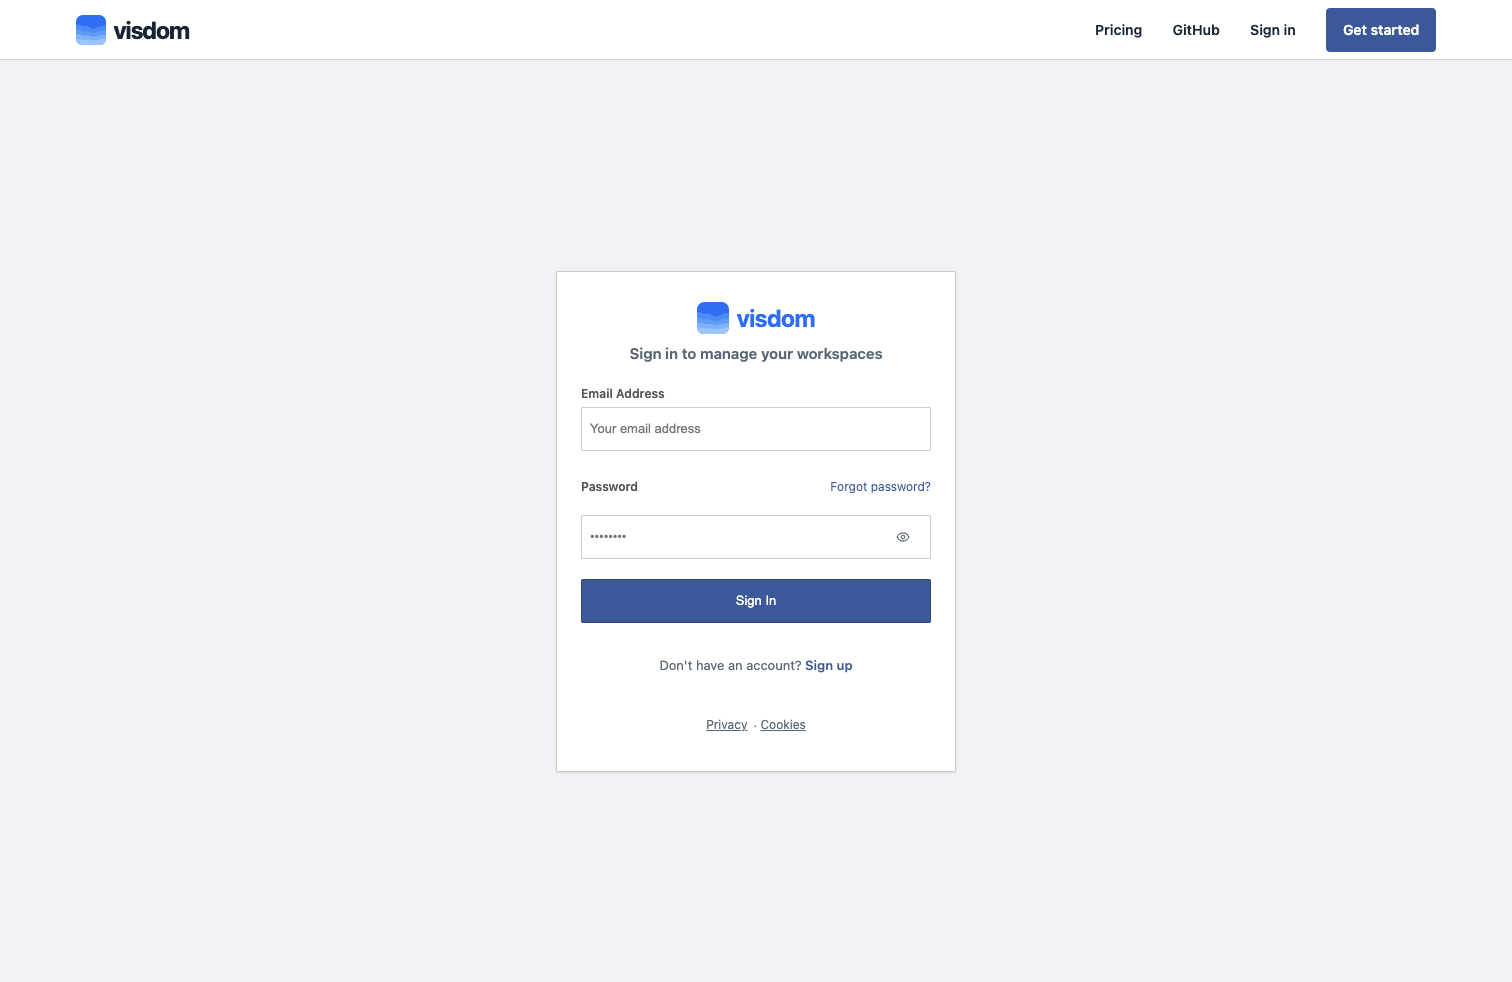 visdom
Pricing GitHub Sign in Get started
visdom
Sign in to manage your workspaces
Email Address
Your email address
Password Forgot password?
••••••••
Sign In
Don't have an account? Sign up
Privacy · Cookies